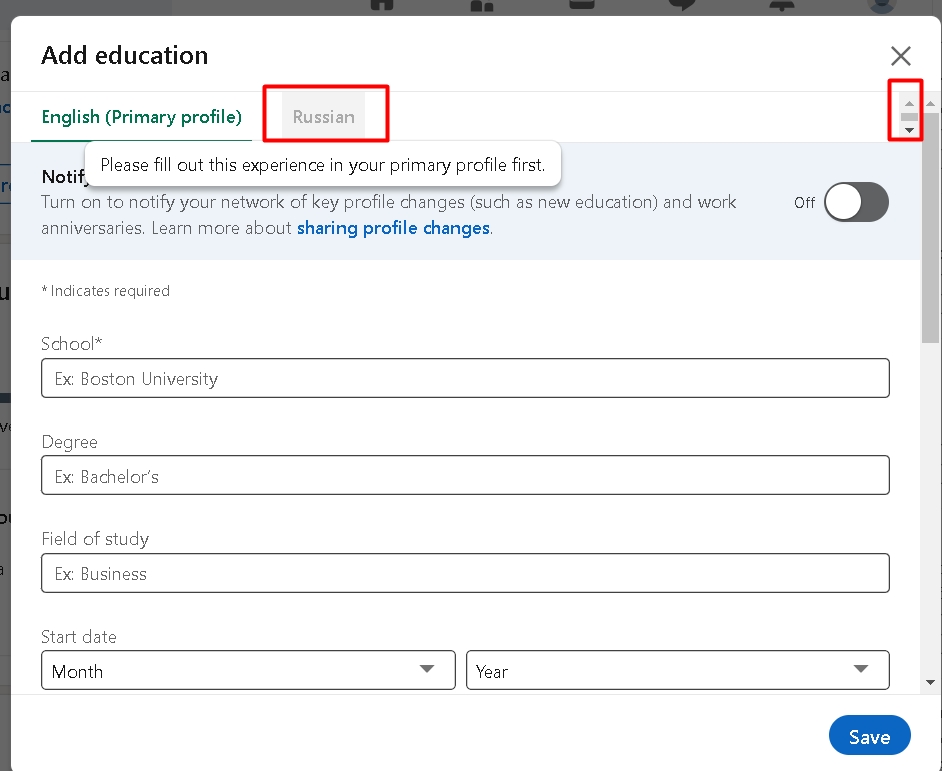 Add education
English (Primary profile)
Russian
Please fill out this experience in your primary profile first.
Notify
Turn on to notify your network of key profile changes (such as new education) and work
anniversaries. Learn more about sharing profile changes.
Off
* Indicates required
School*
Ex: Boston University
Degree
Ex: Bachelor's
Field of study
Ex: Business
Start date
Month
Year
Save